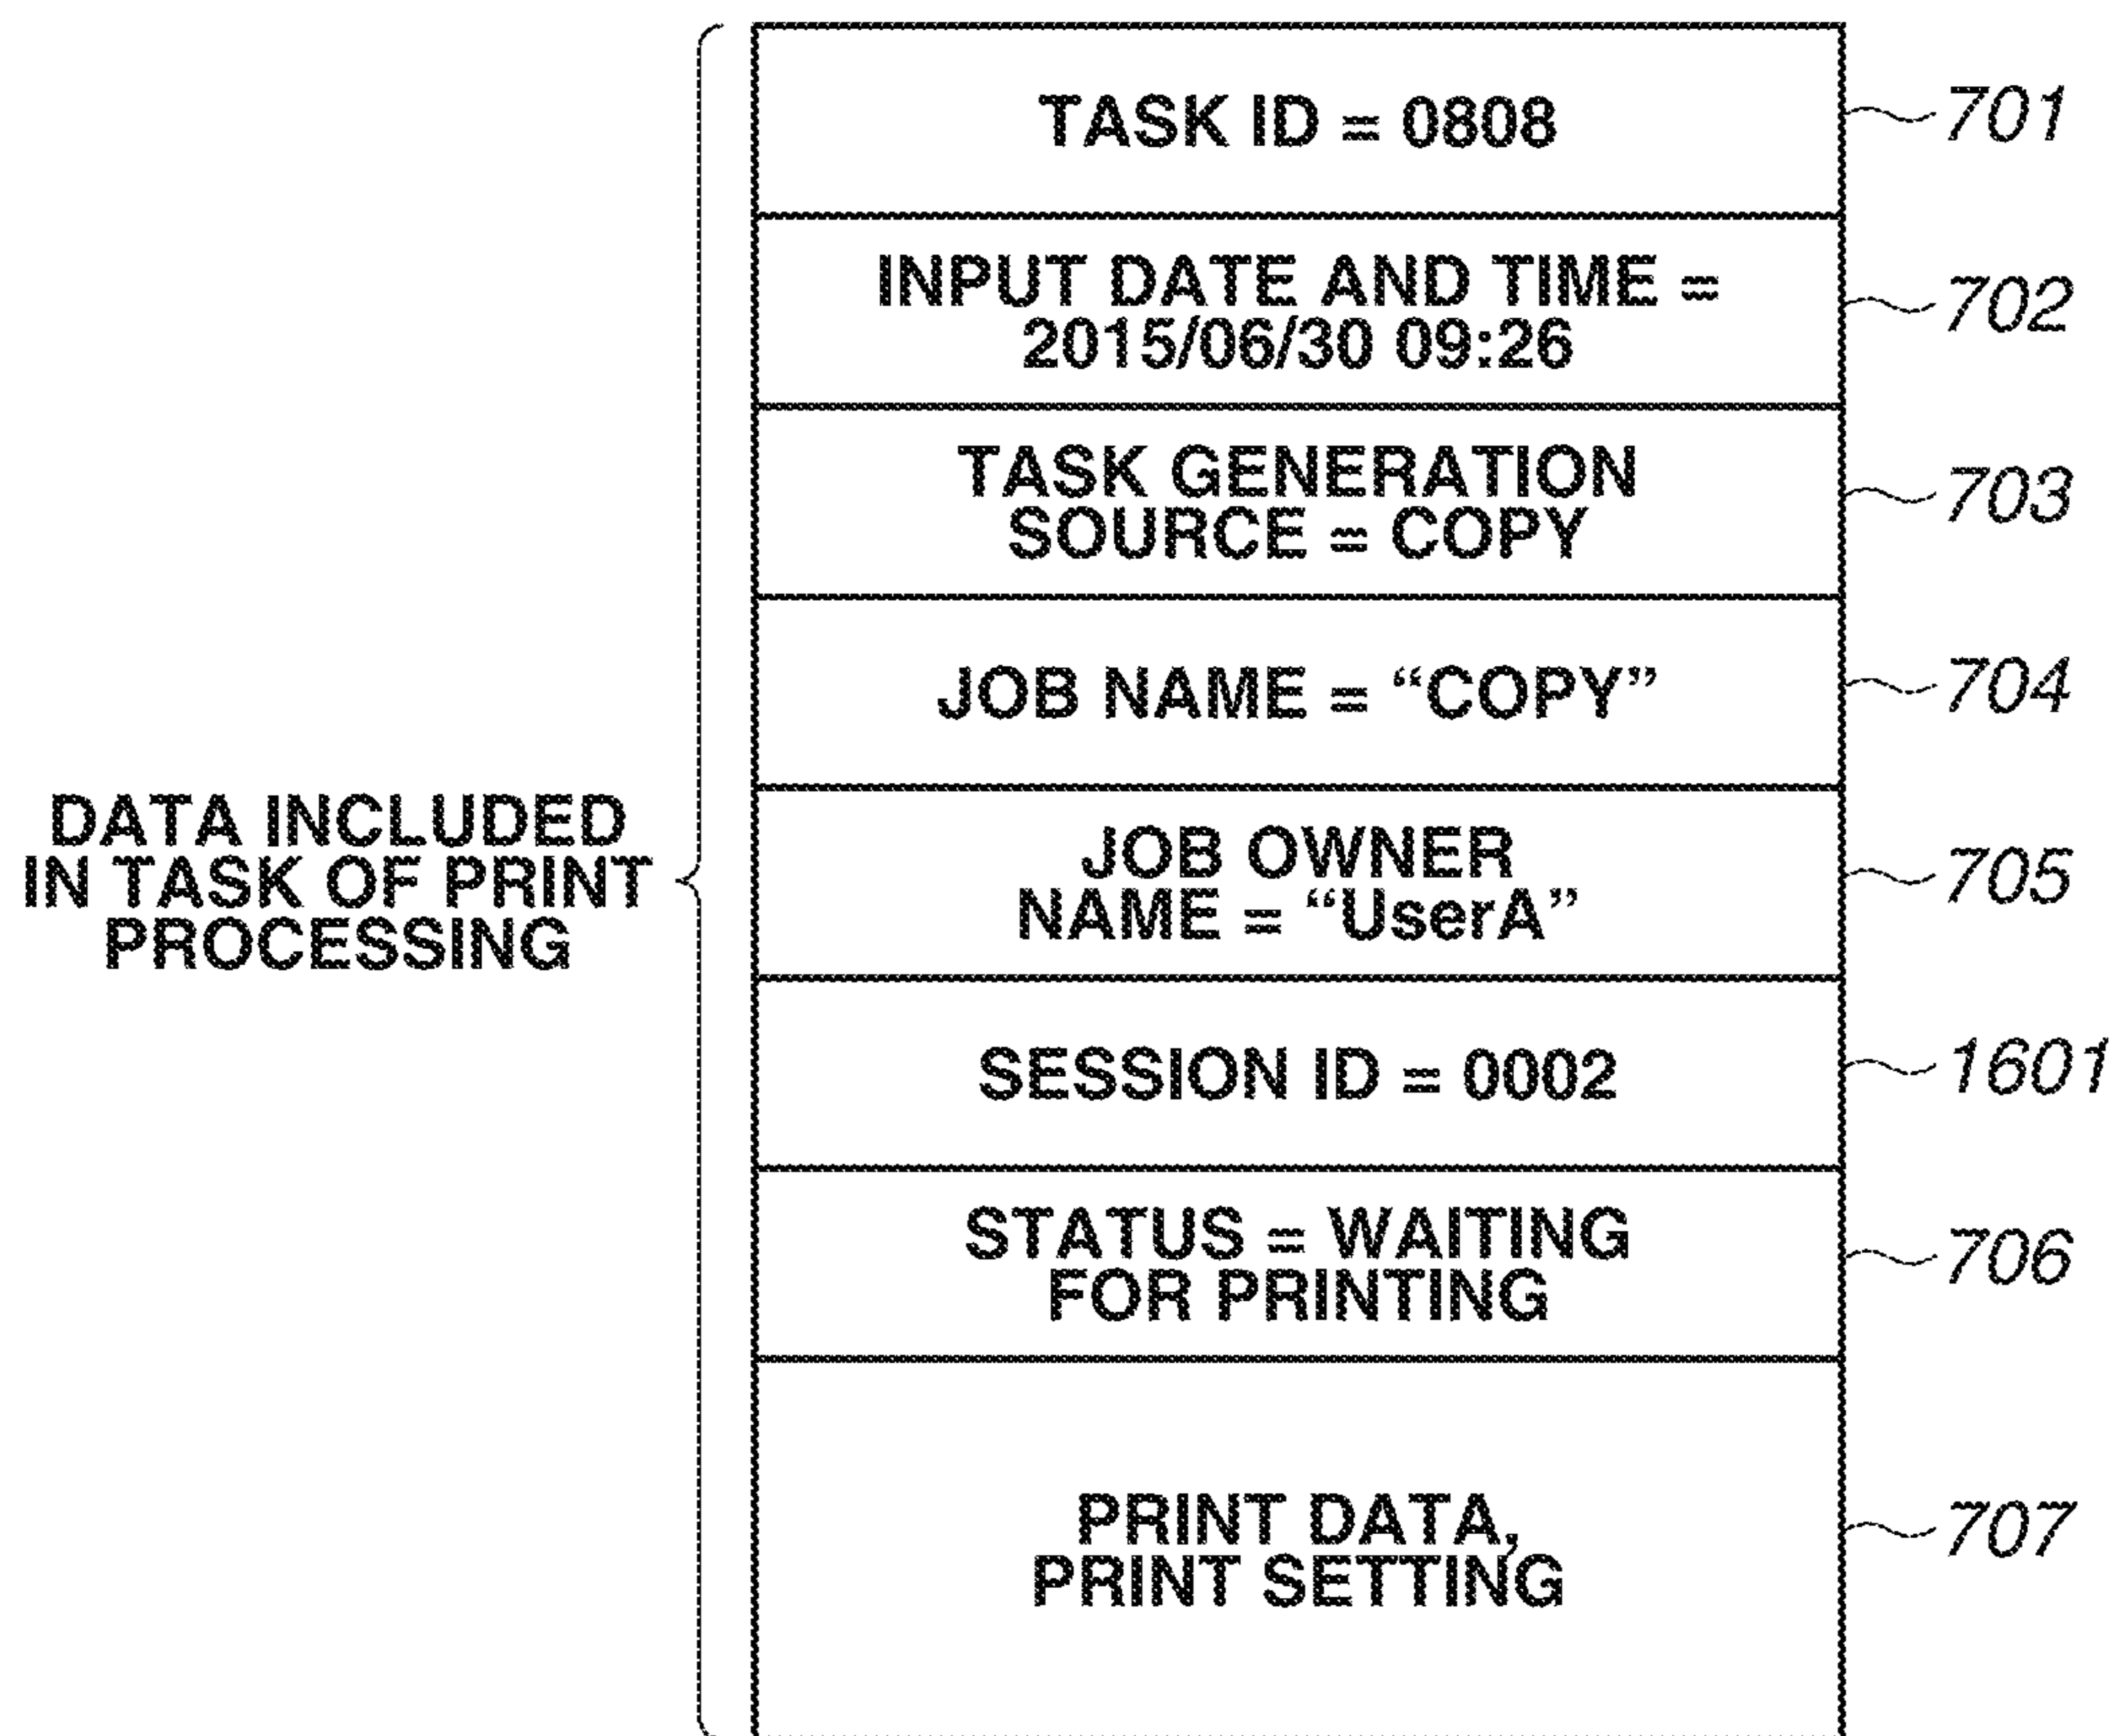 TASK ID = 0808
701
INPUT DATE AND TIME =
2015/06/30 09:26
702
TASK GENERATION
SOURCE = COPY
703
JOB NAME = “COPY”
704
DATA INCLUDED
IN TASK OF PRINT
PROCESSING
JOB OWNER
NAME = “UserA”
705
SESSION ID = 0002
1601
STATUS = WAITING
FOR PRINTING
706
PRINT DATA,
PRINT SETTING
707